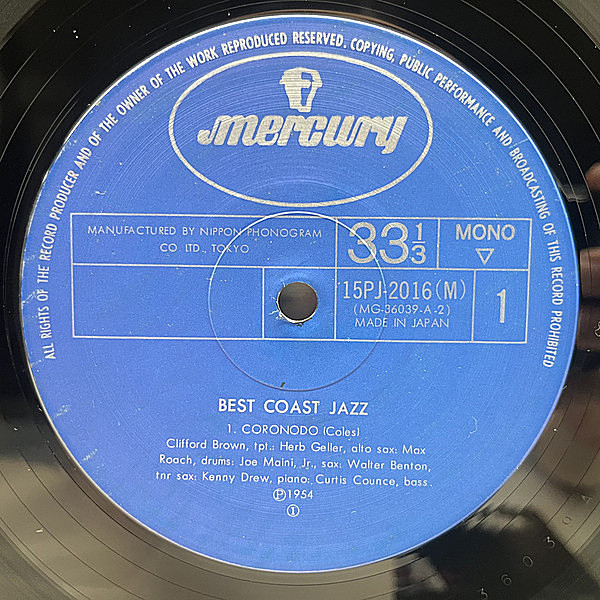 ALL RIGHTS OF THE RECORD PRODUCER AND OF THE OWNER OF THE WORK REPRODUCED RESERVED. COPYING, PUBLIC PERFORMANCE AND BROADCASTING OF THIS RECORD PROHIBITED
mercury
MANUFACTURED BY NIPPON PHONOGRAM
CO LTD., TOKYO
33 1/3
MONO
15PJ-2016(M)
(MG-36039-A-2)
MADE IN JAPAN
1
BEST COAST JAZZ
1. CORONODO (Coles)
Clifford Brown, tpt.: Herb Geller, alto sax: Max
Roach, drums: Joe Maini, Jr., sax: Walter Benton,
tnr sax: Kenny Drew, piano: Curtis Counce, bass.
Ⓟ1954
①